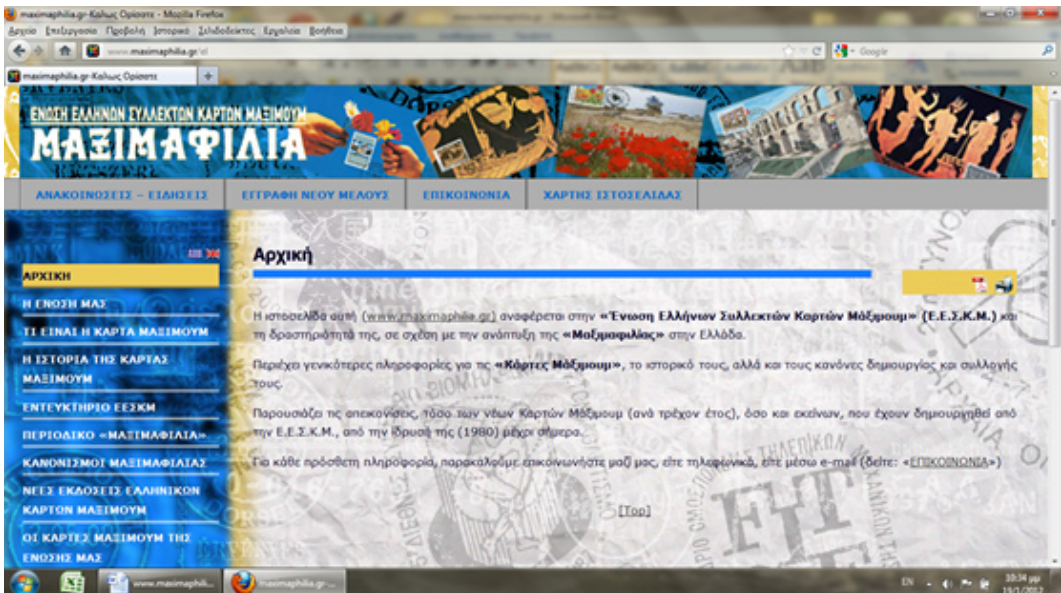 maximaphilia.gr-Καλως Ορίσατε - Mozilla Firefox
Αρχείο Επεξεργασία Προβολή Ιστορικό Σελιδοδείκτες Εργαλεία Βοήθεια
www.maximaphilia.gr/el
Google
maximaphilia.gr-Καλως Ορίσατε
ΕΝΩΣΗ ΕΛΛΗΝΩΝ ΣΥΛΛΕΚΤΩΝ ΚΑΡΤΩΝ ΜΑΞΙΜΟΥΜ
ΜΑΞΙΜΑΦΙΛΙΑ
ΑΝΑΚΟΙΝΩΣΕΙΣ – ΕΙΔΗΣΕΙΣ ΕΓΓΡΑΦΗ ΝΕΟΥ ΜΕΛΟΥΣ ΕΠΙΚΟΙΝΩΝΙΑ ΧΑΡΤΗΣ ΙΣΤΟΣΕΛΙΔΑΣ
ΑΡΧΙΚΗ
Η ΕΝΩΣΗ ΜΑΣ
ΤΙ ΕΙΝΑΙ Η ΚΑΡΤΑ ΜΑΞΙΜΟΥΜ
Η ΙΣΤΟΡΙΑ ΤΗΣ ΚΑΡΤΑΣ
ΜΑΞΙΜΟΥΜ
ΕΝΤΕΥΚΤΗΡΙΟ ΕΕΣΚΜ
ΠΕΡΙΟΔΙΚΟ «ΜΑΞΙΜΑΦΙΛΙΑ»
ΚΑΝΟΝΙΣΜΟΙ ΜΑΞΙΜΑΦΙΛΙΑΣ
ΝΕΕΣ ΕΚΔΟΣΕΙΣ ΕΛΛΗΝΙΚΩΝ
ΚΑΡΤΩΝ ΜΑΞΙΜΟΥΜ
ΟΙ ΚΑΡΤΕΣ ΜΑΞΙΜΟΥΜ ΤΗΣ
ΕΝΩΣΗΣ ΜΑΣ
Αρχική
Η ιστοσελίδα αυτή (www.maximaphilia.gr) αναφέρεται στην «Ένωση Ελλήνων Συλλεκτών Καρτών Μάξιμουμ» (Ε.Ε.Σ.Κ.Μ.) και
τη δραστηριότητά της, σε σχέση με την ανάπτυξη της «Μαξιμαφιλίας» στην Ελλάδα.
Περιέχει γενικότερες πληροφορίες για τις «Κάρτες Μάξιμουμ», το ιστορικό τους, αλλά και τους κανόνες δημιουργίας και συλλογής
τους.
Παρουσιάζει τις απεικονίσεις, τόσο των νέων Καρτών Μάξιμουμ (ανά τρέχον έτος), όσο και εκείνων, που έχουν δημιουργηθεί από
την Ε.Ε.Σ.Κ.Μ., από την ίδρυσή της (1980) μέχρι σήμερα.
Για κάθε πρόσθετη πληροφορία, παρακαλούμε επικοινωνήστε μαζί μας, είτε τηλεφωνικά, είτε μέσω e-mail (δείτε: «ΕΠΙΚΟΙΝΩΝΙΑ»)
[Top]
www.maximaphili... maximaphilia.gr-...
EN
10:34 μμ
19/1/2012